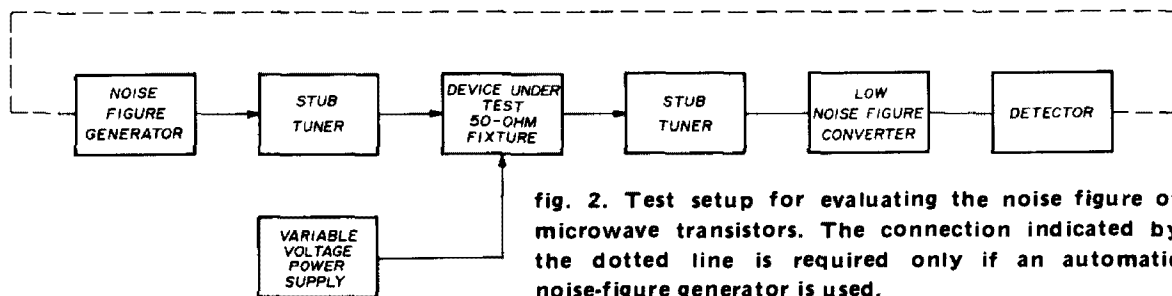 NOISE
FIGURE
GENERATOR
STUB
TUNER
DEVICE UNDER
TEST
50-OHM
FIXTURE
STUB
TUNER
LOW
NOISE FIGURE
CONVERTER
DETECTOR
VARIABLE
VOLTAGE
POWER
SUPPLY
fig. 2. Test setup for evaluating the noise figure of
microwave transistors. The connection indicated by
the dotted line is required only if an automatic
noise-figure generator is used.